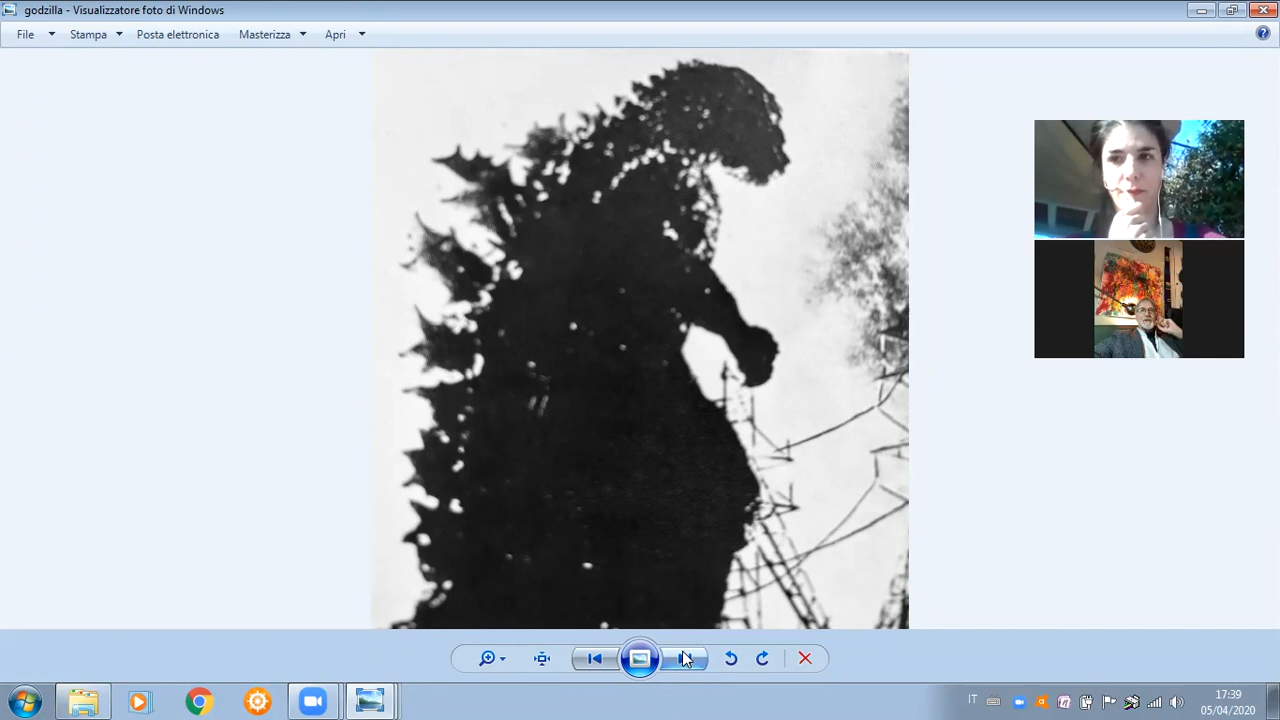 godzilla - Visualizzatore foto di Windows
File Stampa Posta elettronica Masterizza Apri
IT 17:39
05/04/2020